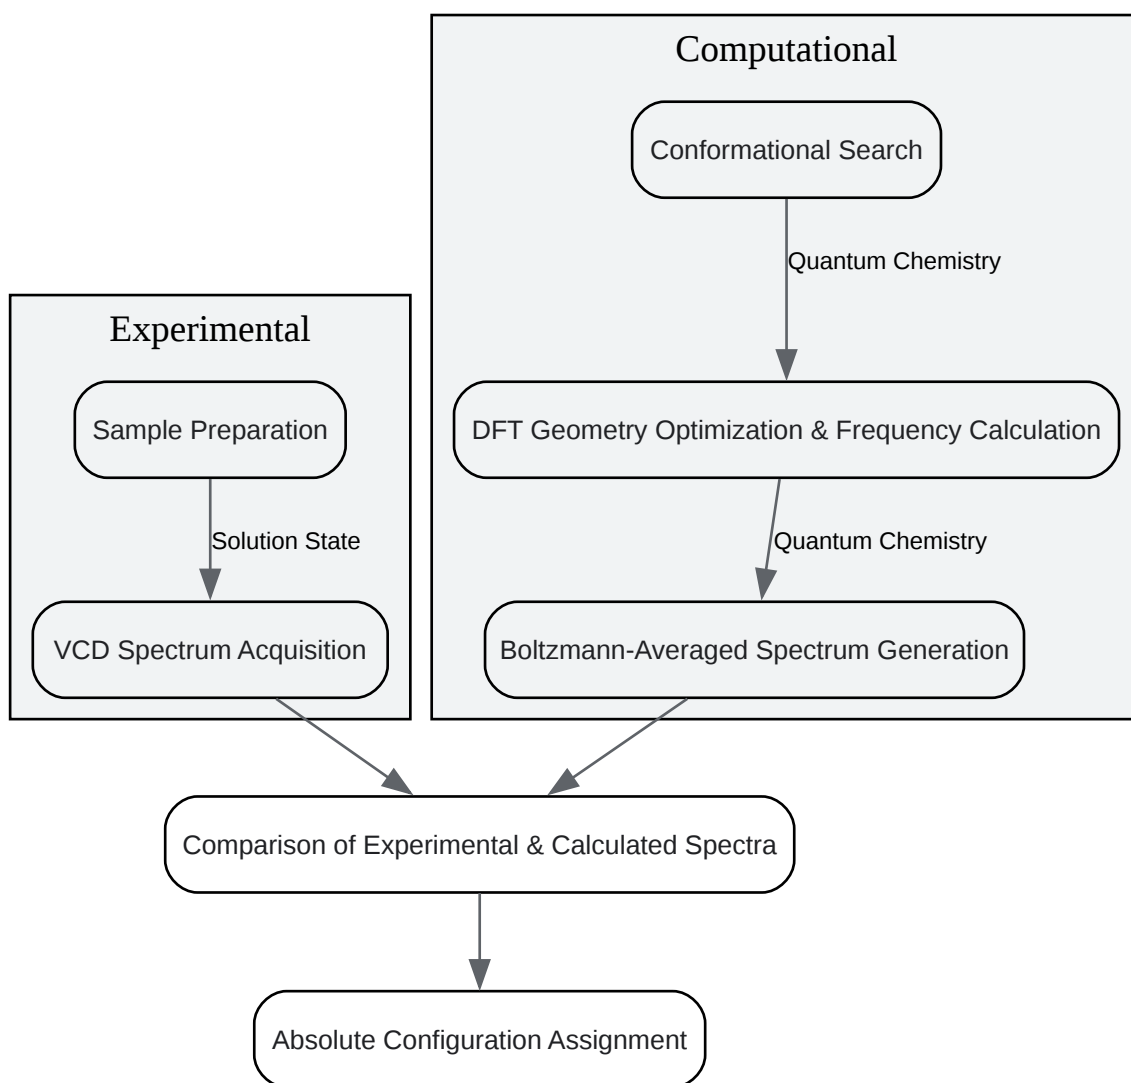 Computational
Conformational Search
Quantum Chemistry
Experimental
Sample Preparation
DFT Geometry Optimization & Frequency Calculation
Solution State
Quantum Chemistry
VCD Spectrum Acquisition
Boltzmann-Averaged Spectrum Generation
Comparison of Experimental & Calculated Spectra
Absolute Configuration Assignment